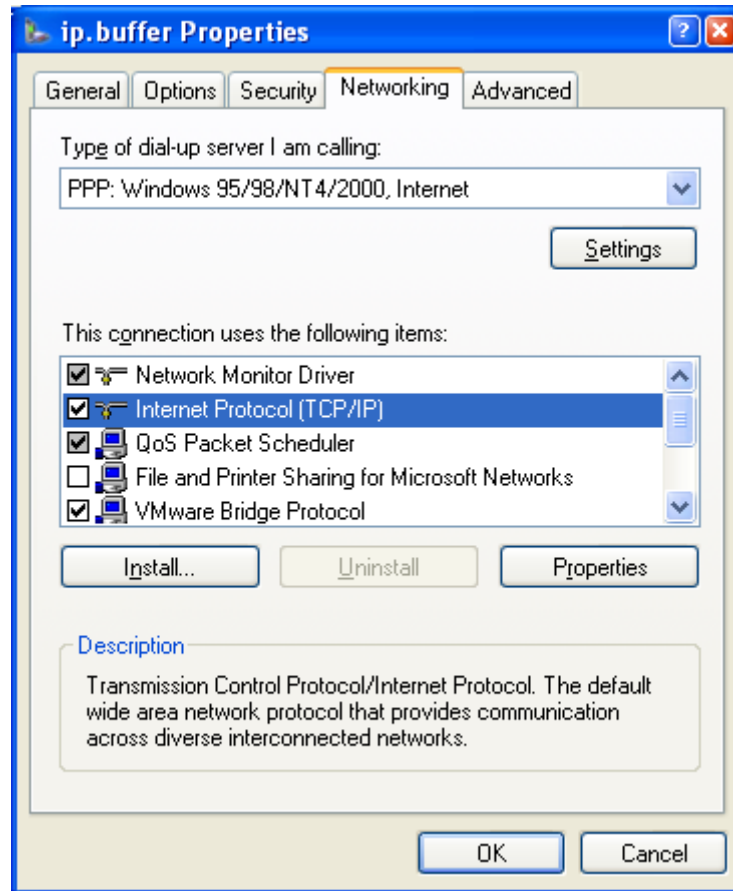 ip.buffer Properties
General Options Security Networking Advanced
Type of dial-up server I am calling:
PPP: Windows 95/98/NT4/2000, Internet
Settings
This connection uses the following items:
Network Monitor Driver
Internet Protocol (TCP/IP)
QoS Packet Scheduler
File and Printer Sharing for Microsoft Networks
VMware Bridge Protocol
Install... Uninstall Properties
Description
Transmission Control Protocol/Internet Protocol. The default
wide area network protocol that provides communication
across diverse interconnected networks.
OK Cancel